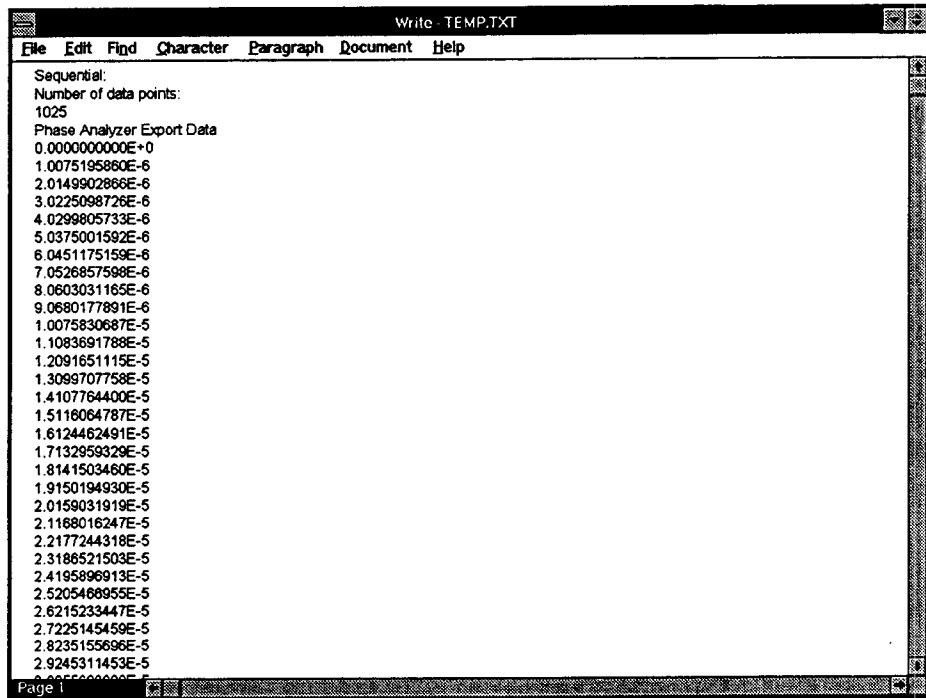 Write - TEMP.TXT
File Edit Find Character Paragraph Document Help
Sequential:
Number of data points:
1025
Phase Analyzer Export Data
0.0000000000E+0
1.0075195860E-6
2.0149902866E-6
3.0225098726E-6
4.0299805733E-6
5.0375001592E-6
6.0451175159E-6
7.0526857598E-6
8.0603031165E-6
9.0680177891E-6
1.0075830687E-5
1.1083691788E-5
1.2091651115E-5
1.3099707758E-5
1.4107764400E-5
1.5116064787E-5
1.6124462491E-5
1.7132959329E-5
1.8141503460E-5
1.9150194930E-5
2.0159031919E-5
2.1168016247E-5
2.2177244318E-5
2.3186521503E-5
2.4195896913E-5
2.5205466955E-5
2.6215233447E-5
2.7225145459E-5
2.8235155696E-5
2.9245311453E-5
Page 1